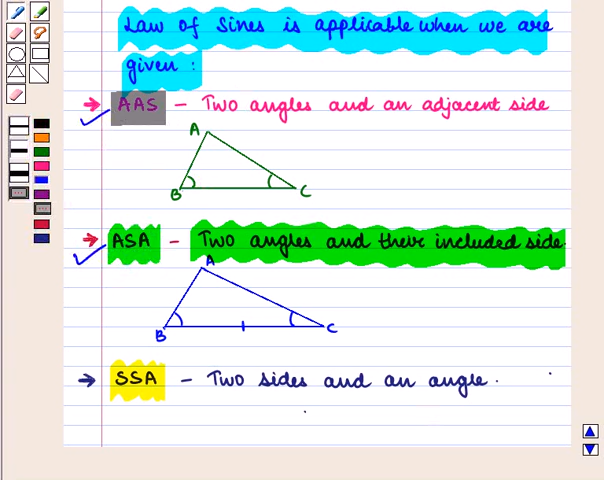 Law of Sines is applicable when we are
given :
→ AAS - Two angles and an adjacent side
A
B
C
→ ASA - Two angles and their included side.
A
B
C
→ SSA - Two sides and an angle.